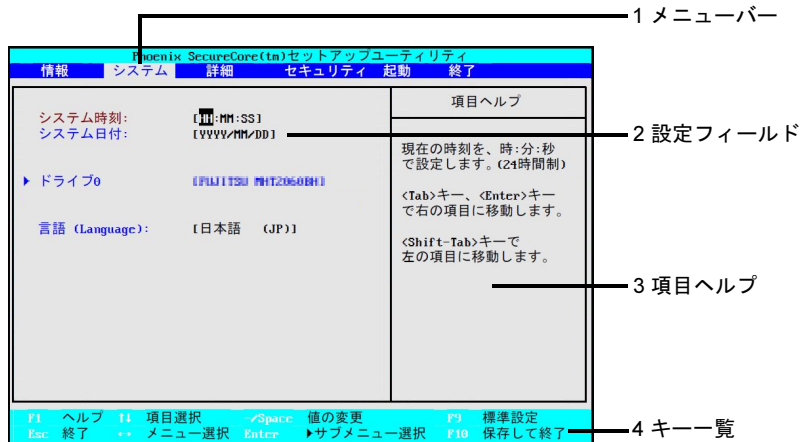 1 メニューバー
Phoenix SecureCore(tm)セットアップユーティリティ
情報 システム 詳細 セキュリティ 起動 終了
システム時刻: [HH:MM:SS]
システム日付: [YYYY/MM/DD]
2 設定フィールド
▶ ドライブ0 [FUJITSU MHT2060BH]
言語 (Language): [日本語 (JP)]
項目ヘルプ
現在の時刻を、時:分:秒
で設定します。(24時間制)
<Tab>キー、<Enter>キー
で右の項目に移動します。
<Shift-Tab>キーで
左の項目に移動します。
3 項目ヘルプ
F1 ヘルプ ↑↓ 項目選択 -/Space 値の変更 F9 標準設定
Esc 終了 ↔ メニュー選択 Enter ▶サブメニュー選択 F10 保存して終了
4 キー一覧